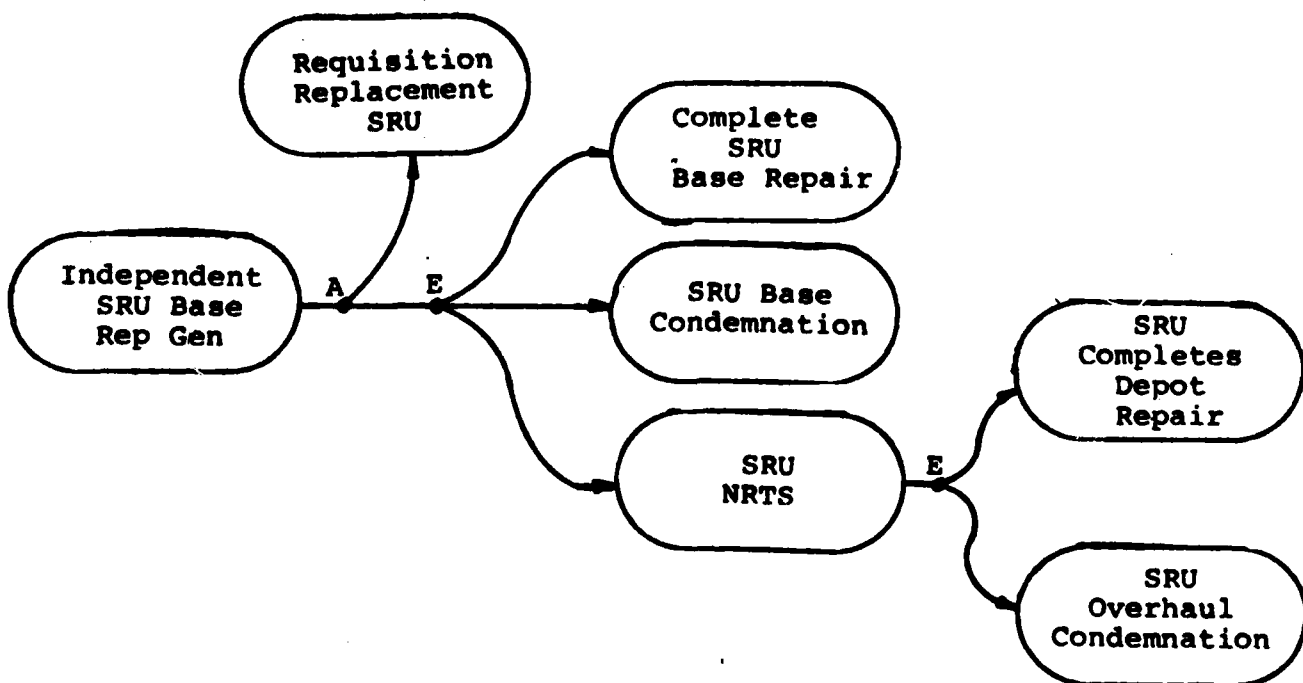 Requisition
Replacement
SRU
Complete
SRU
Base Repair
Independent
SRU Base
Rep Gen
A
E
SRU Base
Condemnation
SRU
Completes
Depot
Repair
SRU
NRTS
E
SRU
Overhaul
Condemnation